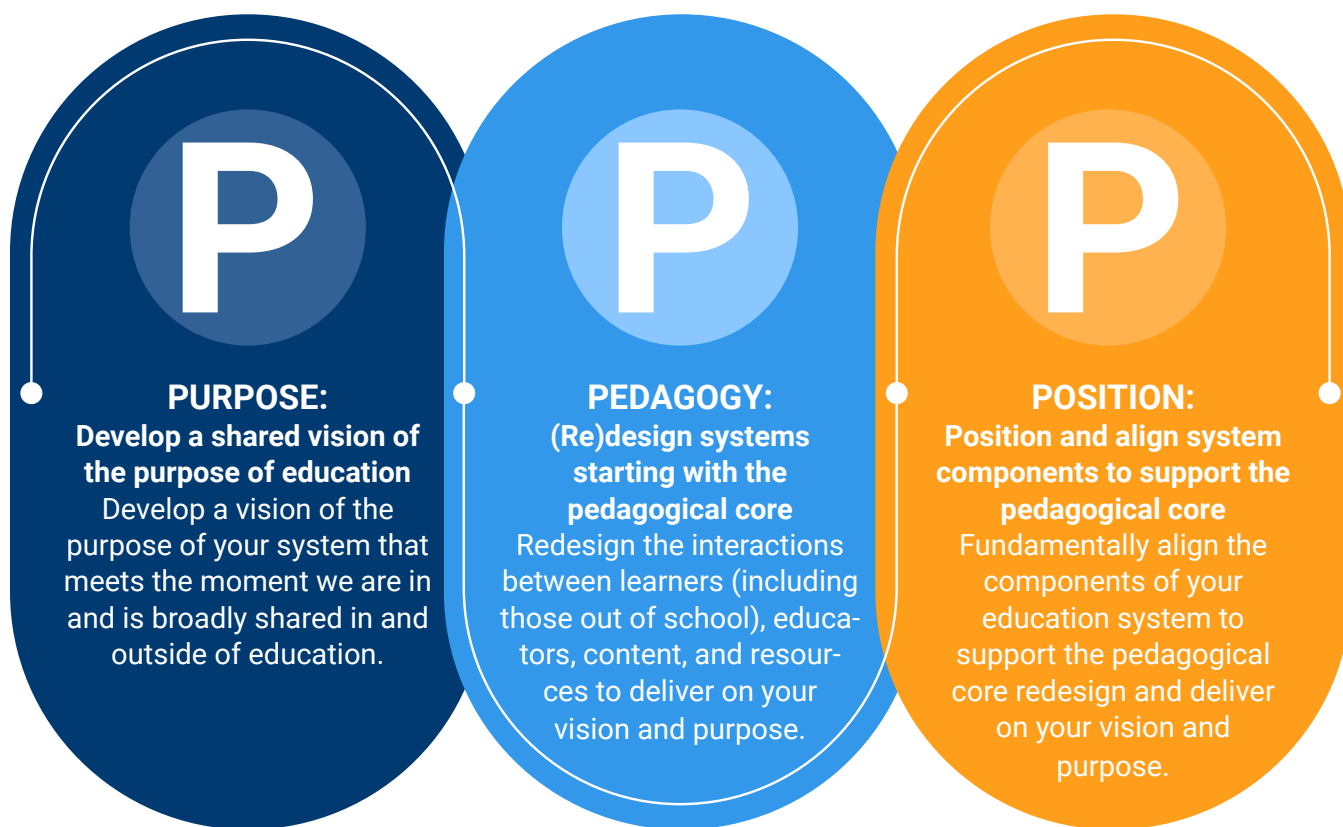 P
PURPOSE:
Develop a shared vision of
the purpose of education
Develop a vision of the
purpose of your system that
meets the moment we are in
and is broadly shared in and
outside of education.
P
PEDAGOGY:
(Re)design systems
starting with the
pedagogical core
Redesign the interactions
between learners (including
those out of school), educa-
tors, content, and resour-
ces to deliver on your
vision and purpose.
P
POSITION:
Position and align system
components to support the
pedagogical core
Fundamentally align the
components of your
education system to
support the pedagogical
core redesign and deliver
on your vision and
purpose.